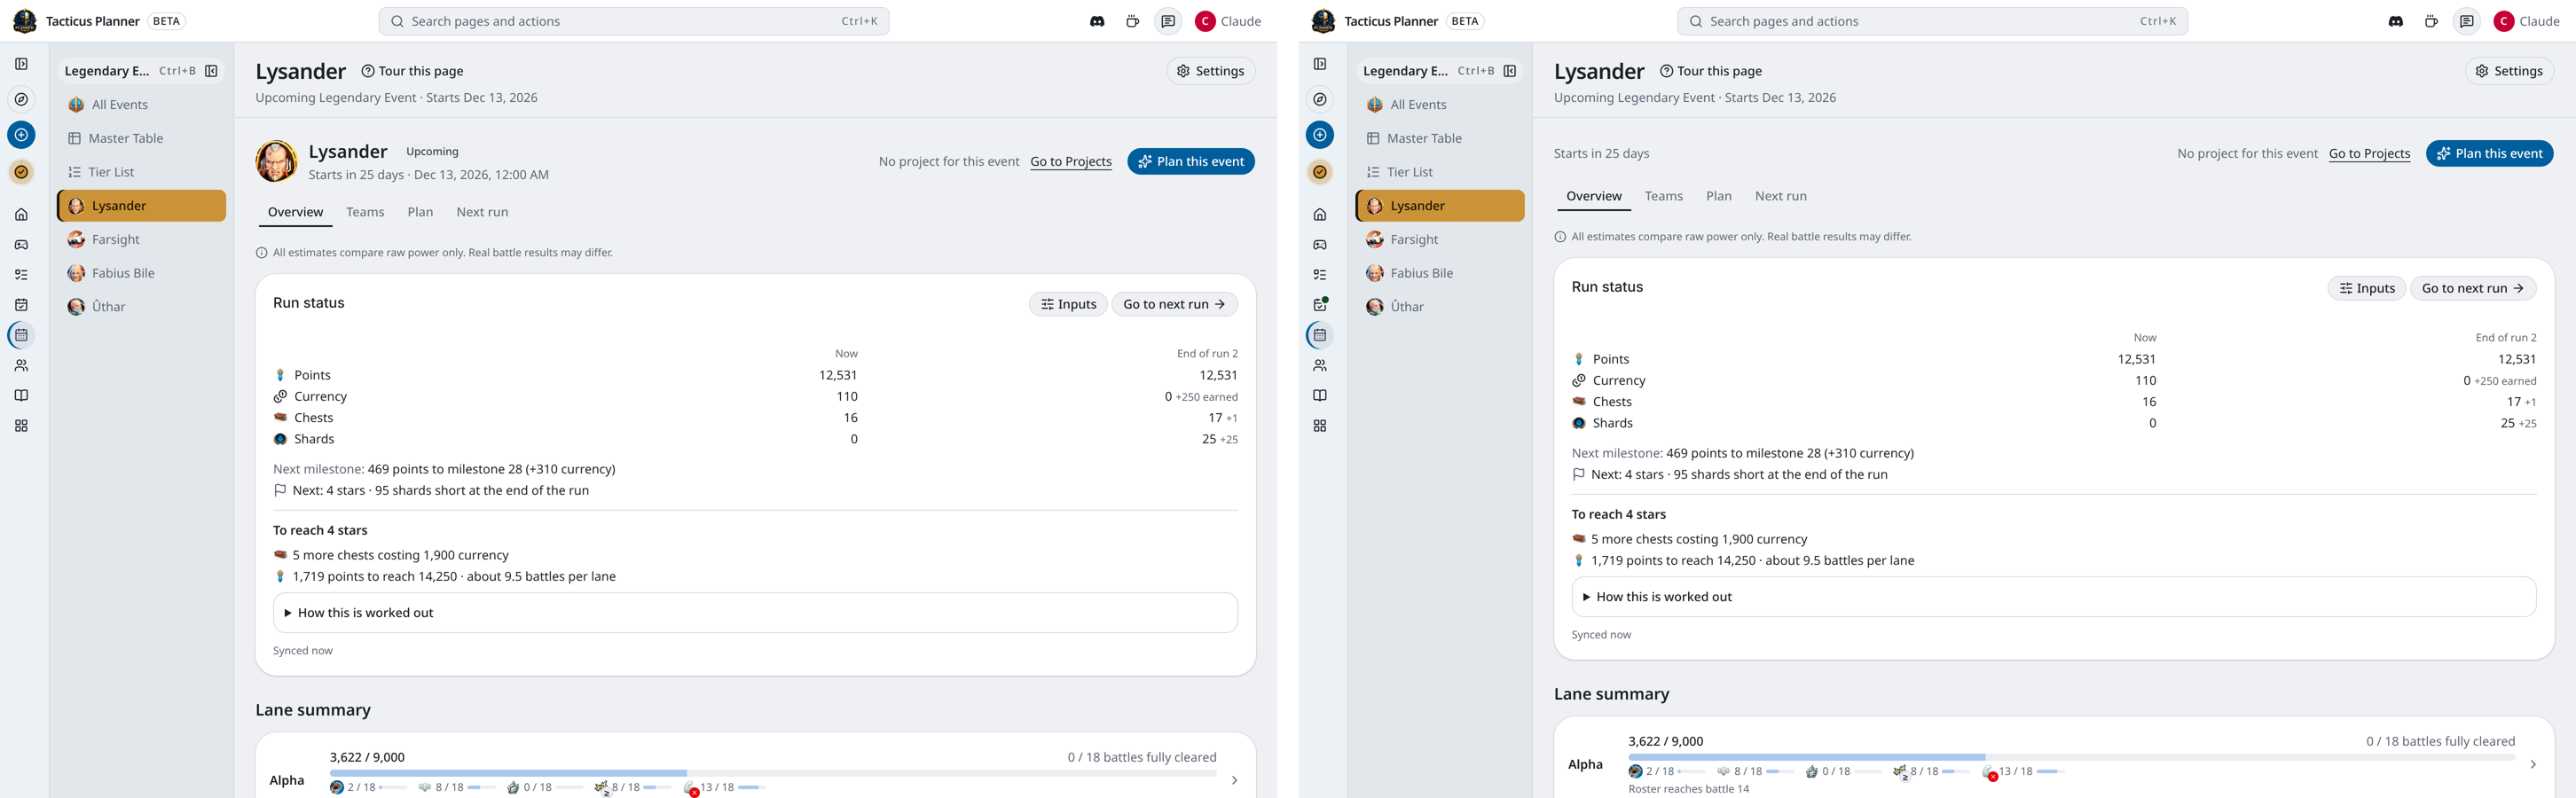 Tacticus Planner BETA
Search pages and actions Ctrl+K
C Claude
Legendary E... Ctrl+B
All Events
Master Table
Tier List
Lysander
Farsight
Fabius Bile
Ûthar
Lysander Tour this page
Settings
Upcoming Legendary Event · Starts Dec 13, 2026
Lysander Upcoming
Starts in 25 days · Dec 13, 2026, 12:00 AM
No project for this event Go to Projects Plan this event
Overview Teams Plan Next run
All estimates compare raw power only. Real battle results may differ.
Run status
Inputs Go to next run →
Now End of run 2
Points 12,531 12,531
Currency 110 0 +250 earned
Chests 16 17 +1
Shards 0 25 +25
Next milestone: 469 points to milestone 28 (+310 currency)
Next: 4 stars · 95 shards short at the end of the run
To reach 4 stars
5 more chests costing 1,900 currency
1,719 points to reach 14,250 · about 9.5 battles per lane
How this is worked out
Synced now
Lane summary
Alpha
3,622 / 9,000 0 / 18 battles fully cleared
2 / 18 8 / 18 0 / 18 8 / 18 13 / 18
Tacticus Planner BETA
Search pages and actions Ctrl+K
C Claude
Legendary E... Ctrl+B
All Events
Master Table
Tier List
Lysander
Farsight
Fabius Bile
Ûthar
Lysander Tour this page
Settings
Upcoming Legendary Event · Starts Dec 13, 2026
Starts in 25 days
No project for this event Go to Projects Plan this event
Overview Teams Plan Next run
All estimates compare raw power only. Real battle results may differ.
Run status
Inputs Go to next run →
Now End of run 2
Points 12,531 12,531
Currency 110 0 +250 earned
Chests 16 17 +1
Shards 0 25 +25
Next milestone: 469 points to milestone 28 (+310 currency)
Next: 4 stars · 95 shards short at the end of the run
To reach 4 stars
5 more chests costing 1,900 currency
1,719 points to reach 14,250 · about 9.5 battles per lane
How this is worked out
Synced now
Lane summary
Alpha
3,622 / 9,000 0 / 18 battles fully cleared
2 / 18 8 / 18 0 / 18 8 / 18 13 / 18
Roster reaches battle 14